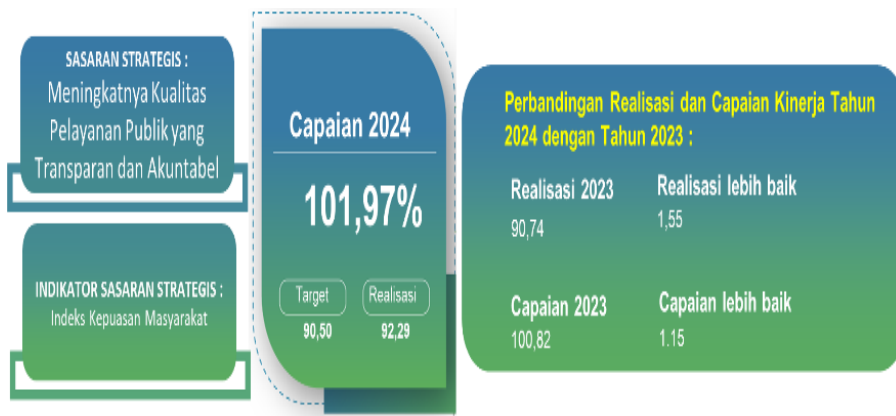 SASARAN STRATEGIS :
Meningkatnya Kualitas
Pelayanan Publik yang
Transparan dan Akuntabel
INDIKATOR SASARAN STRATEGIS :
Indeks Kepuasan Masyarakat
Capaian 2024
101,97%
Target
Realisasi
90,50
92,29
Perbandingan Realisasi dan Capaian Kinerja Tahun
2024 dengan Tahun 2023 :
Realisasi 2023
Realisasi lebih baik
90,74
1,55
Capaian 2023
Capaian lebih baik
100,82
1.15